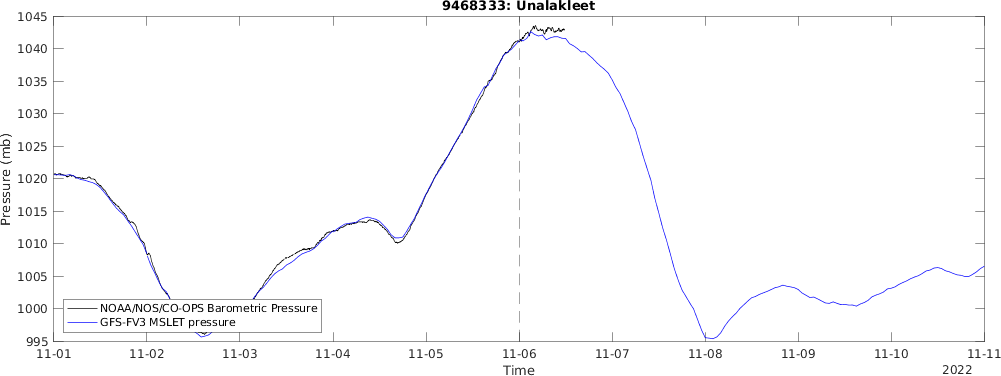 9468333: Unalakleet
1045
1040
1035
1030
1025
1020
1015
1010
1005
1000
995
Pressure (mb)
NOAA/NOS/CO-OPS Barometric Pressure
GFS-FV3 MSLET pressure
11-01 11-02 11-03 11-04 11-05 11-06 11-07 11-08 11-09 11-10 11-11
Time
2022